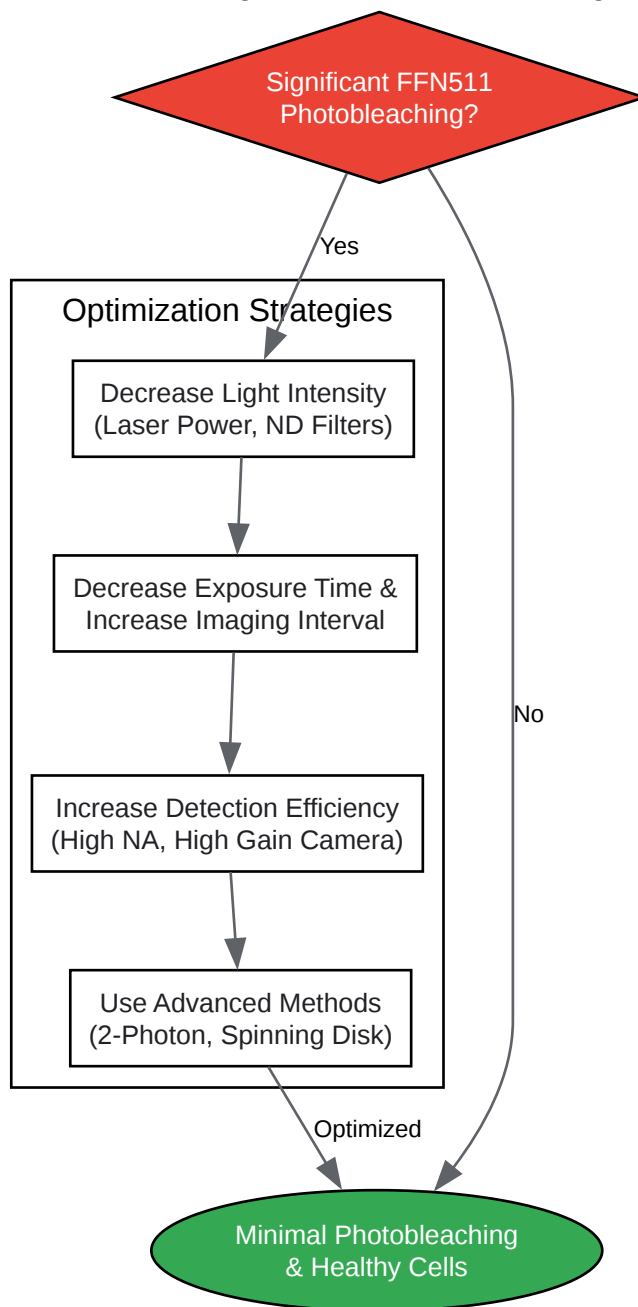 Significant FFN511
Photobleaching?
Yes
Optimization Strategies
Decrease Light Intensity
(Laser Power, ND Filters)
Decrease Exposure Time &
Increase Imaging Interval
No
Increase Detection Efficiency
(High NA, High Gain Camera)
Use Advanced Methods
(2-Photon, Spinning Disk)
Optimized
Minimal Photobleaching
& Healthy Cells